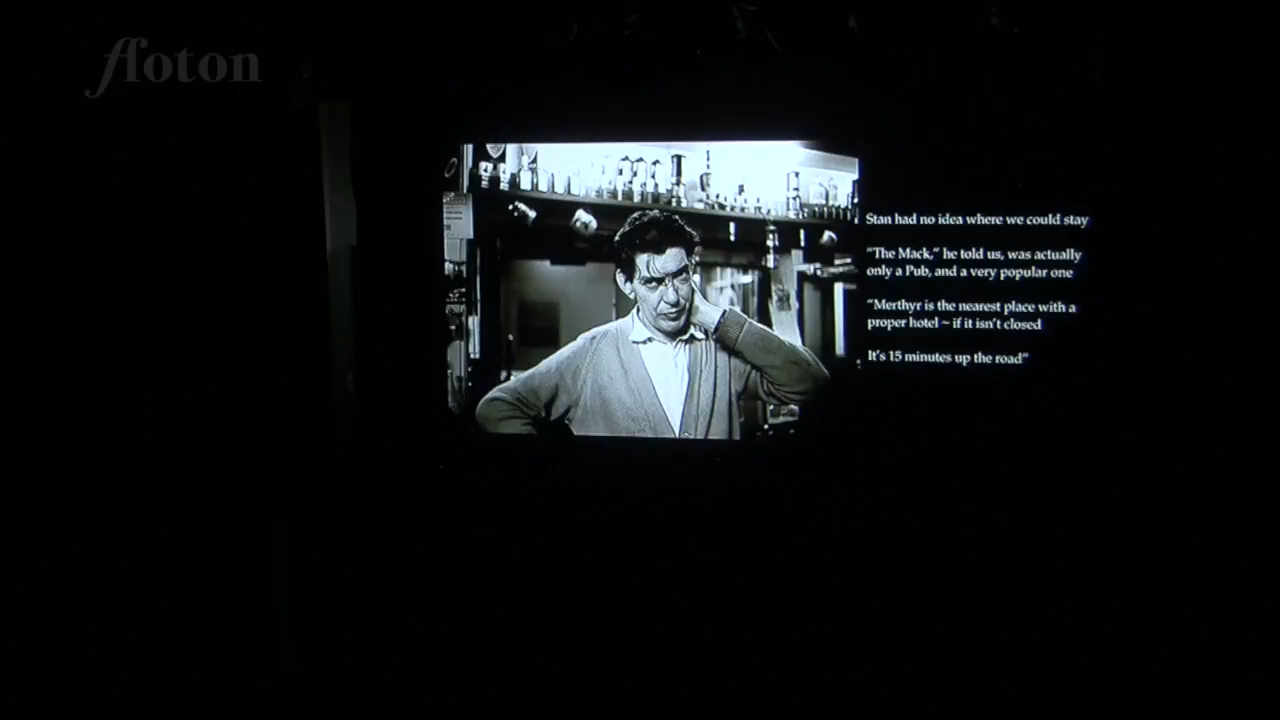 ffloton
Stan had no idea where we could stay
"The Mack," he told us, was actually
only a Pub, and a very popular one
"Merthyr is the nearest place with a
proper hotel ~ if it isn't closed
It's 15 minutes up the road"